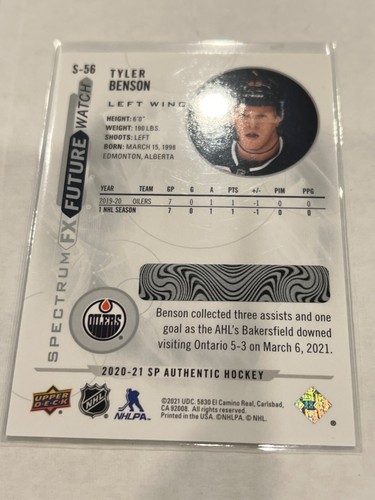 S-56
TYLER
BENSON
LEFT WING
HEIGHT: 6'0"
WEIGHT: 190 LBS.
SHOOTS: LEFT
BORN: MARCH 15, 1998
EDMONTON, ALBERTA
SPECTRUM FX FUTURE WATCH
YEAR TEAM GP G A PTS +/- PIM PPG
2019-20 OILERS 7 0 1 1 -1 0 0
1 NHL SEASON 7 0 1 1 -1 0 0
OILERS
Benson collected three assists and one
goal as the AHL's Bakersfield downed
visiting Ontario 5-3 on March 6, 2021.
2020-21 SP AUTHENTIC HOCKEY
UPPER DECK
NHL
NHLPA
©2021 UDC. 5830 El Camino Real, Carlsbad,
CA 92008. All rights reserved.
Printed in the USA. ©NHLPA. © NHL.